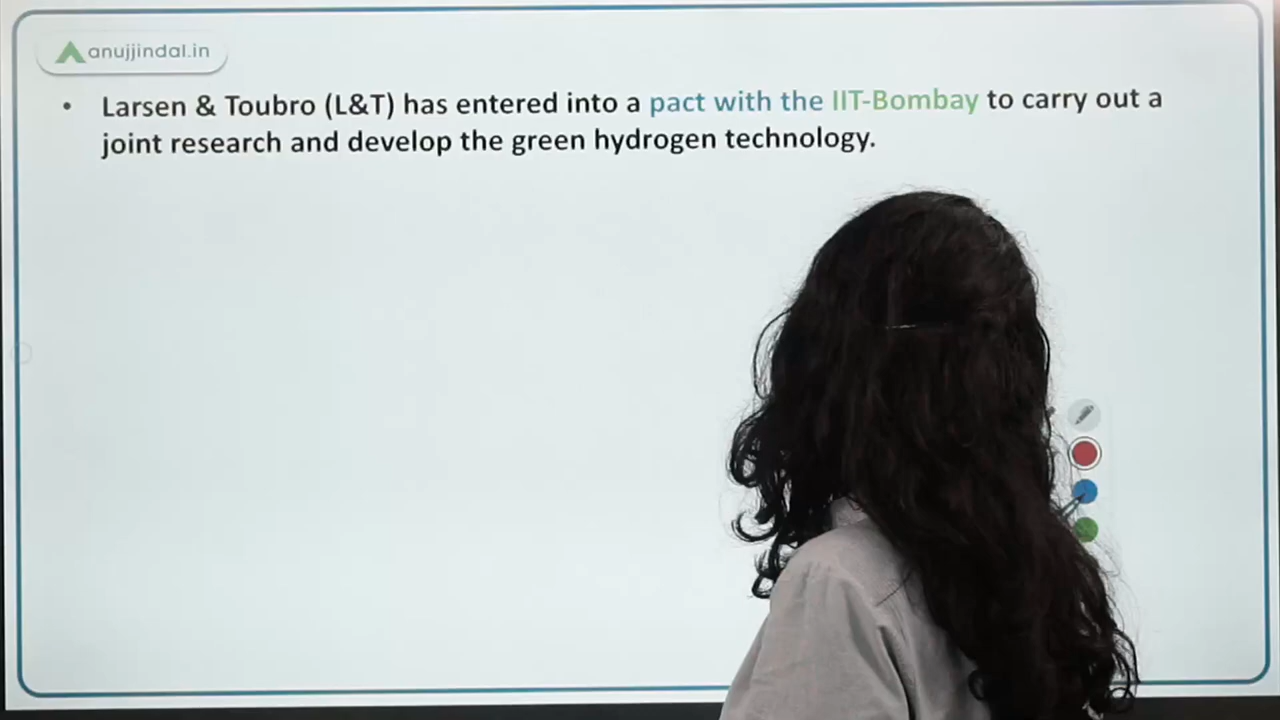 anujjindal.in
• Larsen & Toubro (L&T) has entered into a pact with the IIT-Bombay to carry out a
joint research and develop the green hydrogen technology.